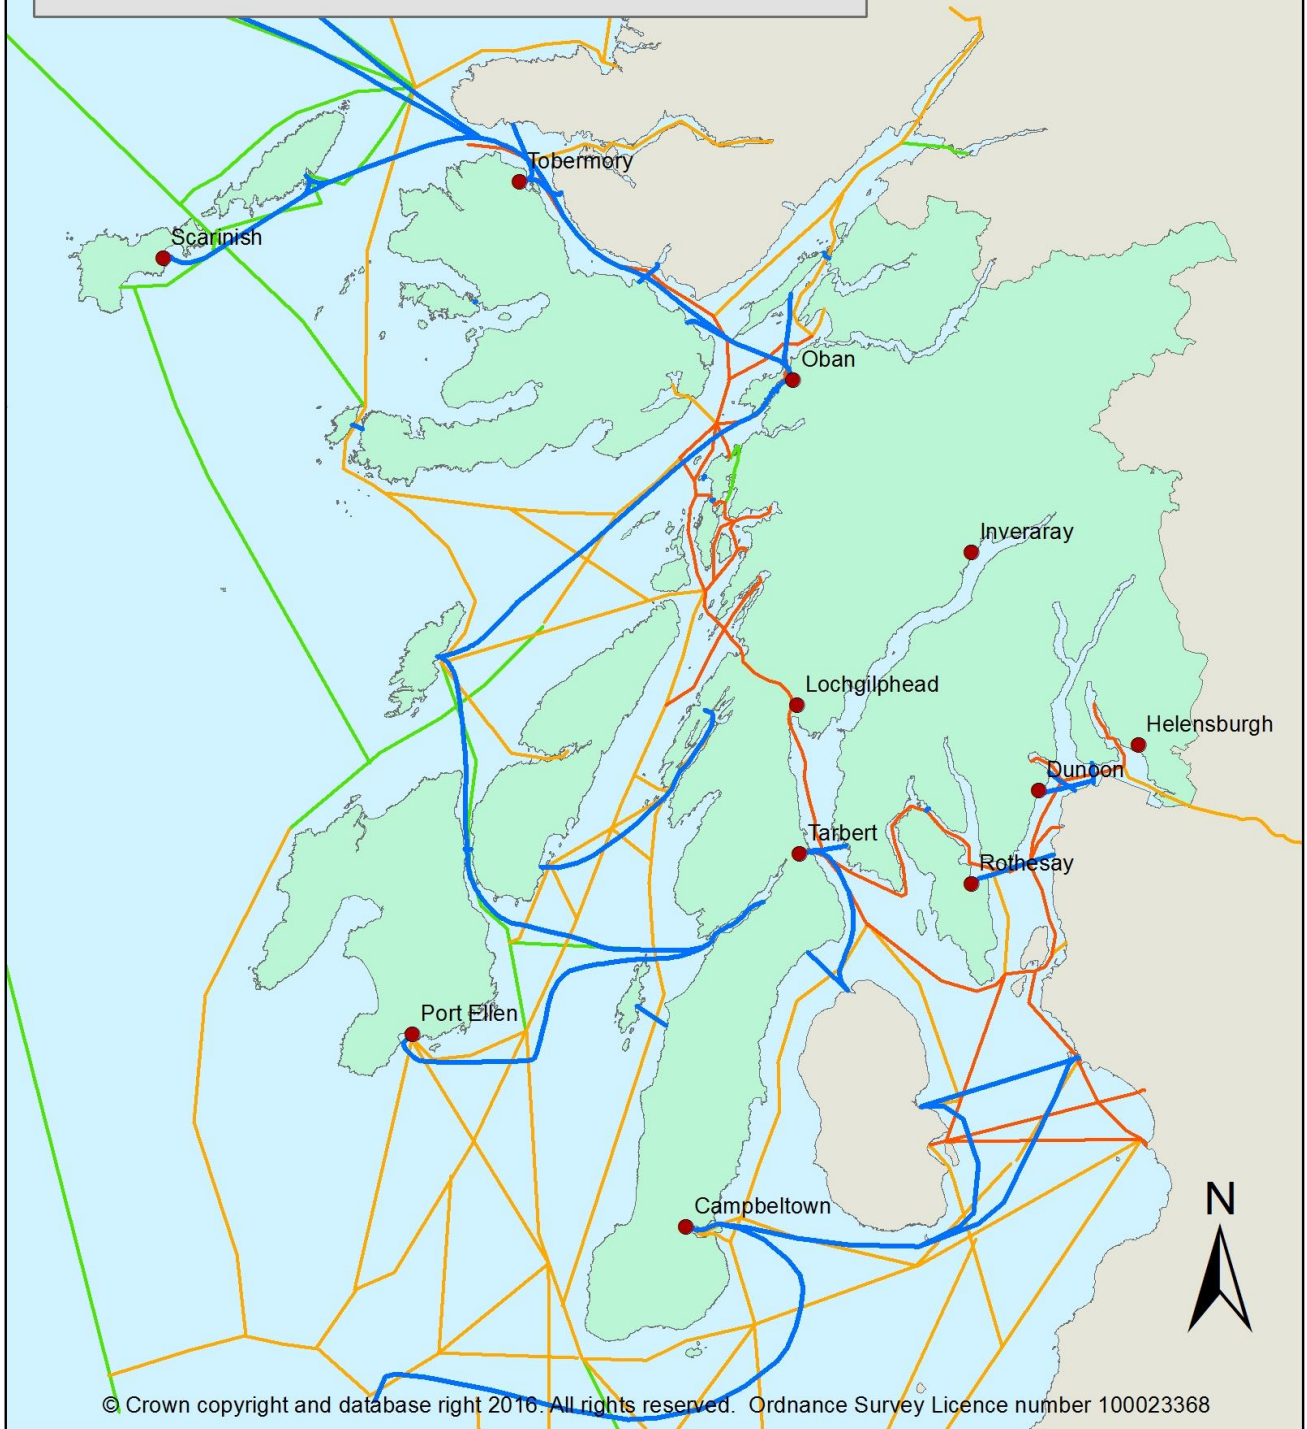 Tobermory
Scarinish
Oban
Inveraray
Lochgilphead
Helensburgh
Dunoon
Tarbert
Rothesay
Port Ellen
N
Campbeltown
© Crown copyright and database right 2016. All rights reserved. Ordnance Survey Licence number 100023368